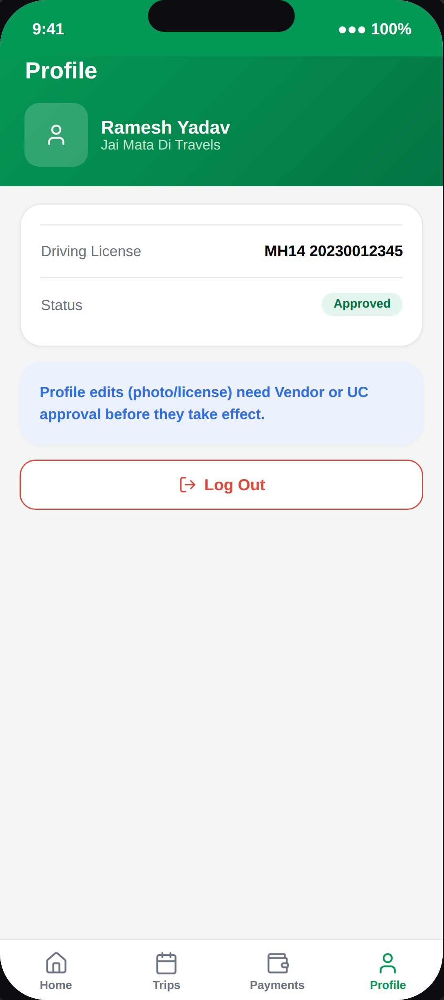 9:41
●●● 100%
Profile
Ramesh Yadav
Jai Mata Di Travels
Driving License
MH14 20230012345
Status
Approved
Profile edits (photo/license) need Vendor or UC
approval before they take effect.
Log Out
Home
Trips
Payments
Profile